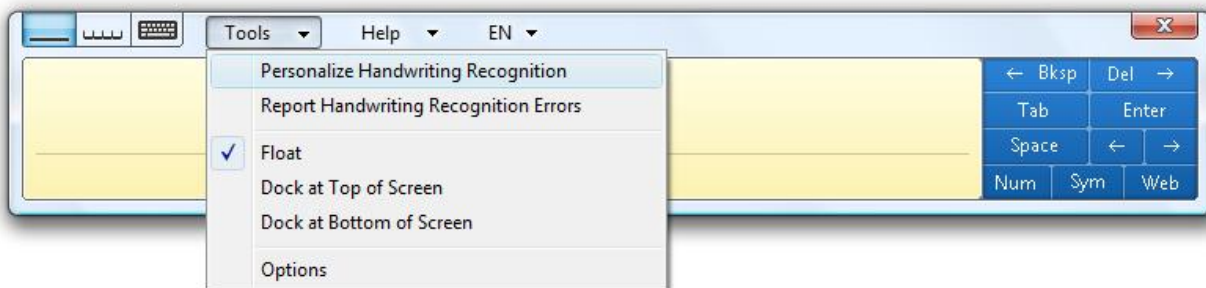 Tools Help EN
Personalize Handwriting Recognition
Report Handwriting Recognition Errors
Float
Dock at Top of Screen
Dock at Bottom of Screen
Options
← Bksp Del →
Tab Enter
Space ← →
Num Sym Web